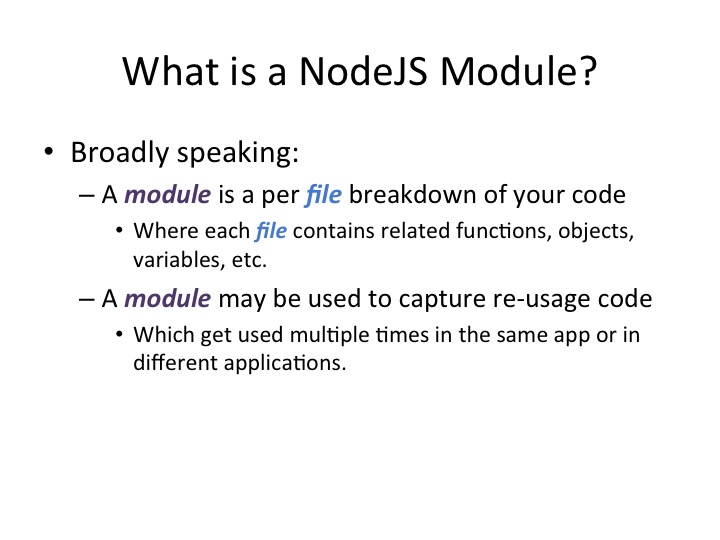 What is a NodeJS Module?
• Broadly speaking:
– A module is a per file breakdown of your code
• Where each file contains related functions, objects,
variables, etc.
– A module may be used to capture re-usage code
• Which get used multiple times in the same app or in
different applications.